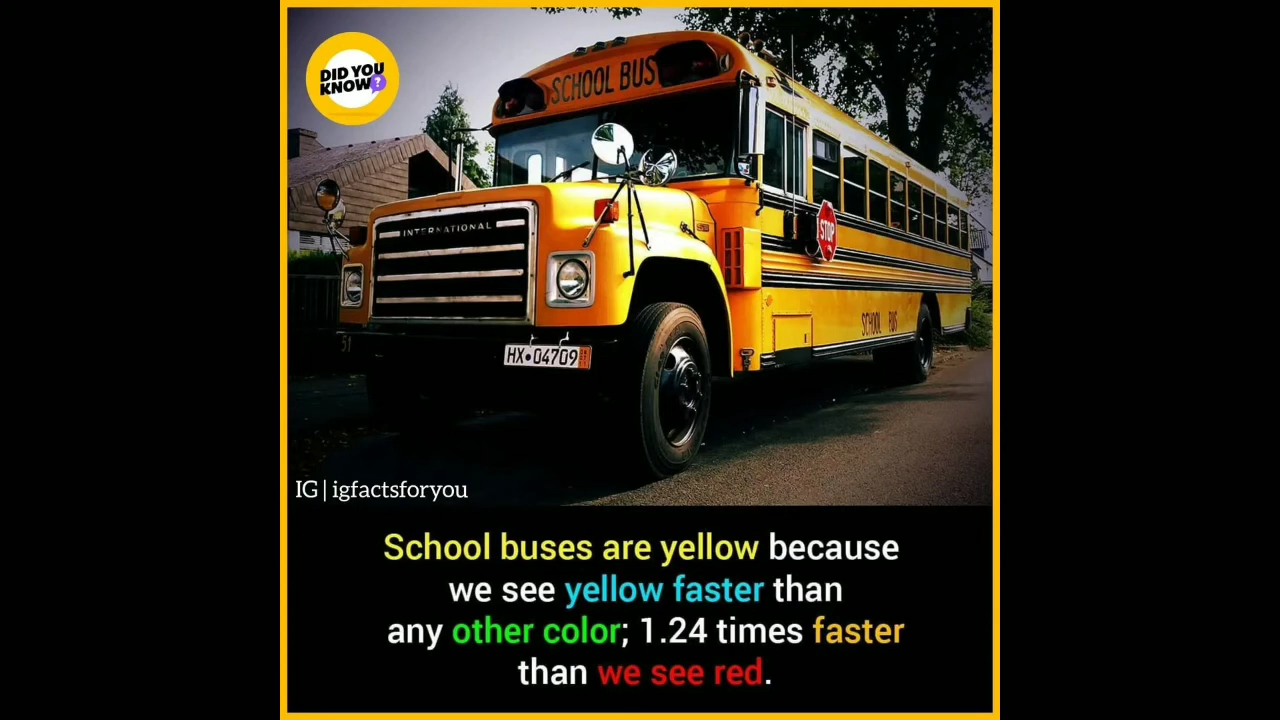 DID YOU
KNOW?
SCHOOL BUS
INTERNATIONAL
STOP
SCHOOL BUS
51
HX•04709
IG | igfactsforyou
School buses are yellow because
we see yellow faster than
any other color; 1.24 times faster
than we see red.